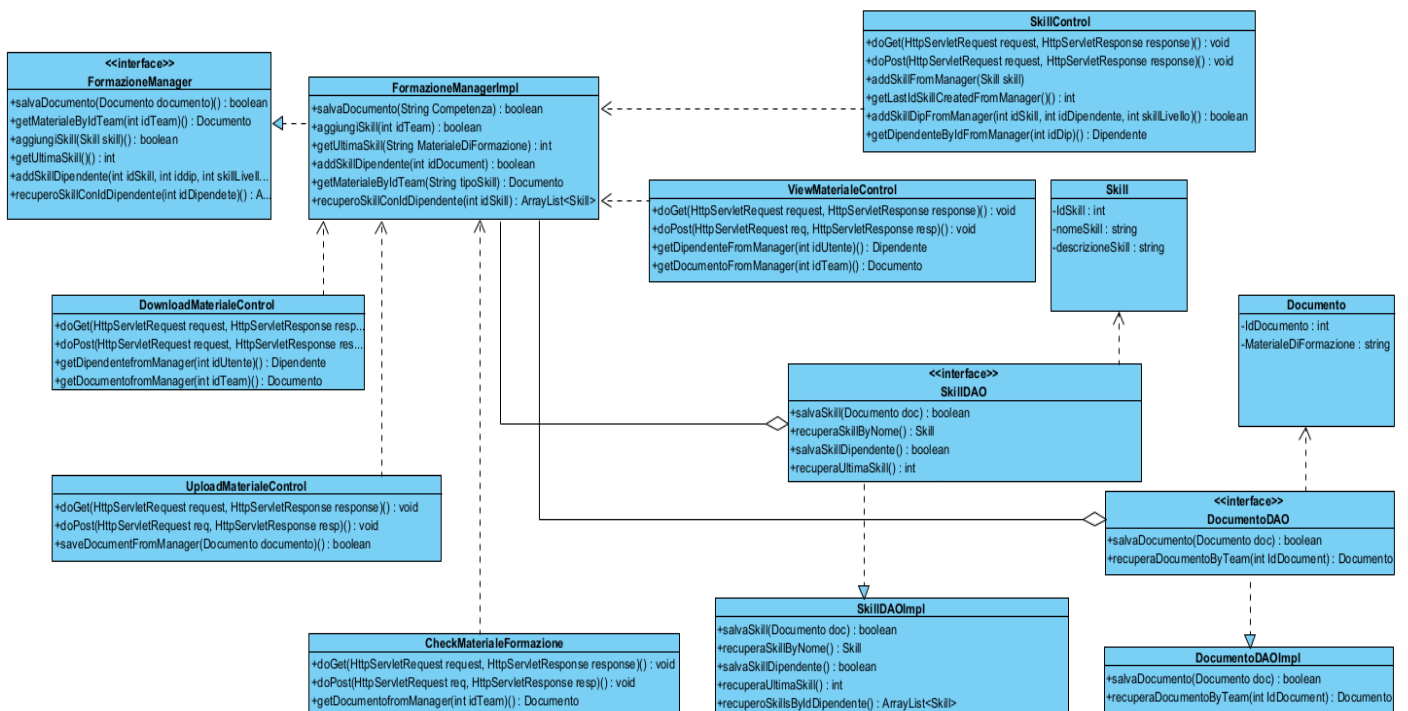 <<interface>>
FormazioneManager
+salvaDocumento(Documento documento)() : boolean
+getMaterialeByIdTeam(int idTeam)() : Documento
+aggiungiSkill(Skill skill)() : boolean
+getUltimaSkill()() : int
+addSkillDipendente(int idSkill, int iddip, int skillLivell...
+recuperoSkillConIdDipendente(int idDipendete)() : A...
FormazioneManagerImpl
+salvaDocumento(String Competenza) : boolean
+aggiungiSkill(int idTeam) : boolean
+getUltimaSkill(String MaterialeDiFormazione) : int
+addSkillDipendente(int idDocument) : boolean
+getMaterialeByIdTeam(String tipoSkill) : Documento
+recuperoSkillConIdDipendente(int idSkill) : ArrayList<Skill>
SkillControl
+doGet(HttpServletRequest request, HttpServletResponse response)() : void
+doPost(HttpServletRequest request, HttpServletResponse response)() : void
+addSkillFromManager(Skill skill)
+getLastIdSkillCreatedFromManager()() : int
+addSkillDipFromManager(int idSkill, int idDipendente, int skillLivello)() : boolean
+getDipendenteByIdFromManager(int idDip)() : Dipendente
ViewMaterialeControl
+doGet(HttpServletRequest request, HttpServletResponse response)() : void
+doPost(HttpServletRequest req, HttpServletResponse resp)() : void
+getDipendenteFromManager(int idUtente)() : Dipendente
+getDocumentoFromManager(int idTeam)() : Documento
Skill
-IdSkill : int
-nomeSkill : string
-descrizioneSkill : string
DownloadMaterialeControl
+doGet(HttpServletRequest request, HttpServletResponse resp...
+doPost(HttpServletRequest request, HttpServletResponse res...
+getDipendentefromManager(int idUtente)() : Dipendente
+getDocumentofromManager(int idTeam)() : Documento
Documento
-IdDocumento : int
-MaterialeDiFormazione : string
<<interface>>
SkillDAO
+salvaSkill(Documento doc) : boolean
+recuperaSkillByNome() : Skill
+salvaSkillDipendente() : boolean
+recuperaUltimaSkill() : int
UploadMaterialeControl
+doGet(HttpServletRequest request, HttpServletResponse response)() : void
+doPost(HttpServletRequest req, HttpServletResponse resp)() : void
+saveDocumentFromManager(Documento documento)() : boolean
<<interface>>
DocumentoDAO
+salvaDocumento(Documento doc) : boolean
+recuperaDocumentoByTeam(int IdDocument) : Documento
CheckMaterialeFormazione
+doGet(HttpServletRequest request, HttpServletResponse response)() : void
+doPost(HttpServletRequest req, HttpServletResponse resp)() : void
+getDocumentofromManager(int idTeam)() : Documento
SkillDAOImpl
+salvaSkill(Documento doc) : boolean
+recuperaSkillByNome() : Skill
+salvaSkillDipendente() : boolean
+recuperaUltimaSkill() : int
+recuperoSkillsByIdDipendente() : ArrayList<Skill>
DocumentoDAOImpl
+salvaDocumento(Documento doc) : boolean
+recuperaDocumentoByTeam(int IdDocument) : Documento